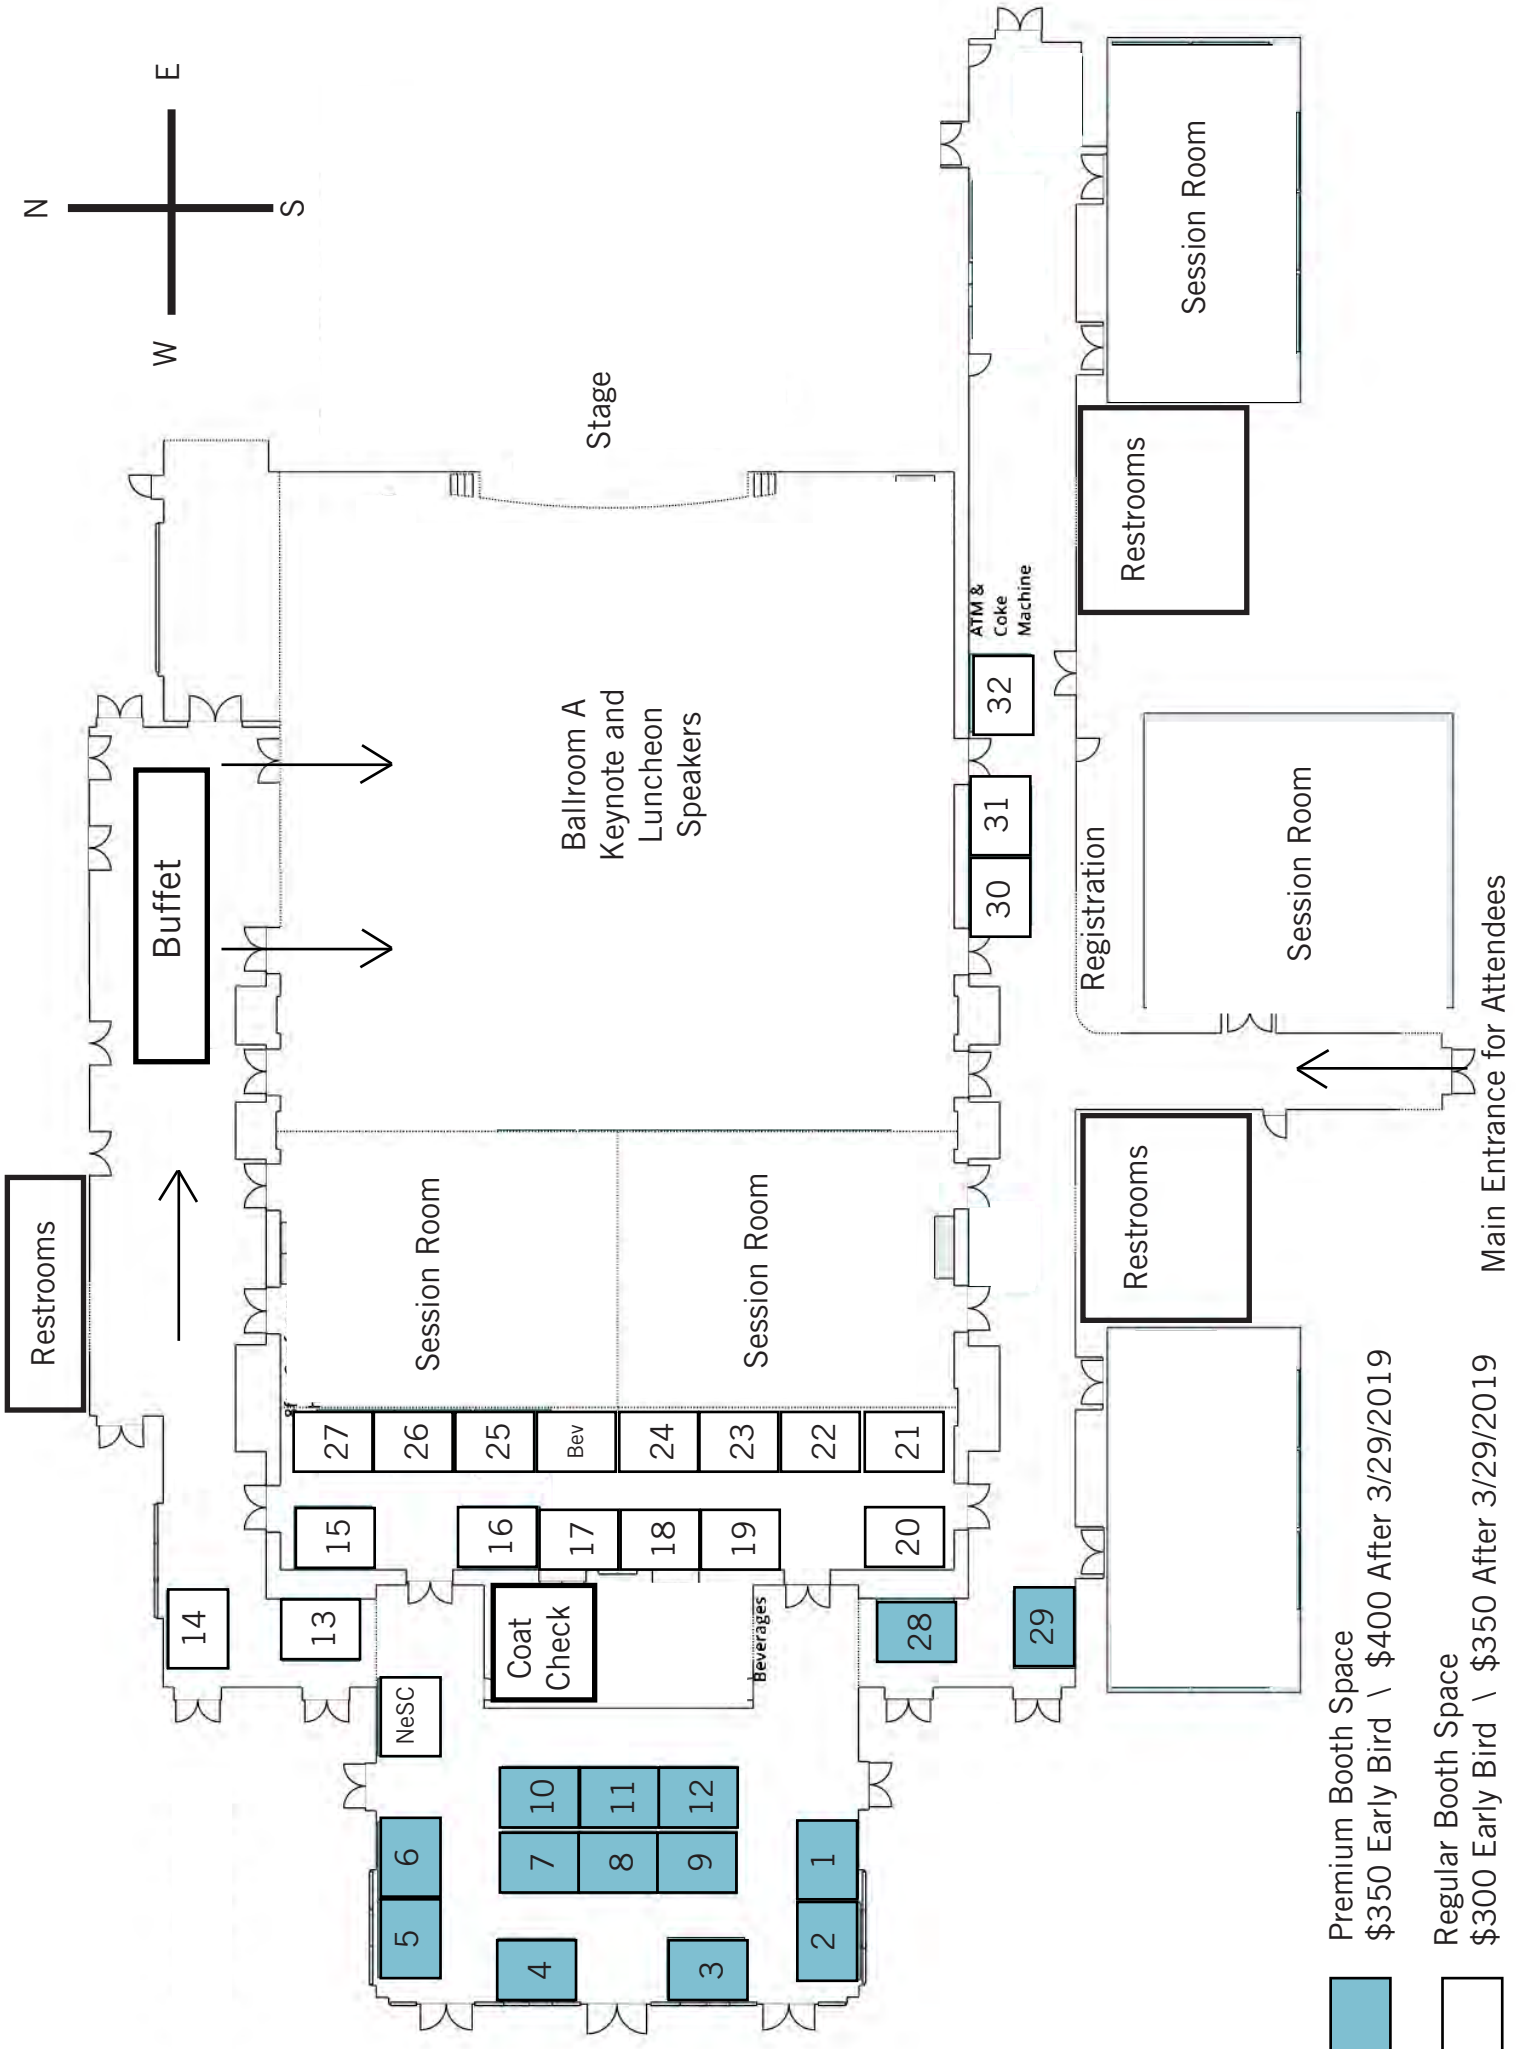 N
W
E
S
Restrooms
Buffet
Stage
Ballroom A
Keynote and
Luncheon
Speakers
Session Room
Session Room
14
13
15
16
17
18
19
20
27
26
25
Bev
24
23
22
21
Coat
Check
Beverages
NeSC
28
29
30
31
32
ATM &
Coke
Machine
Registration
Restrooms
Restrooms
Session Room
Session Room
Main Entrance for Attendees
6
5
4
3
10
11
12
7
8
9
1
2
Premium Booth Space
$350 Early Bird \ $400 After 3/29/2019
Regular Booth Space
$300 Early Bird \ $350 After 3/29/2019